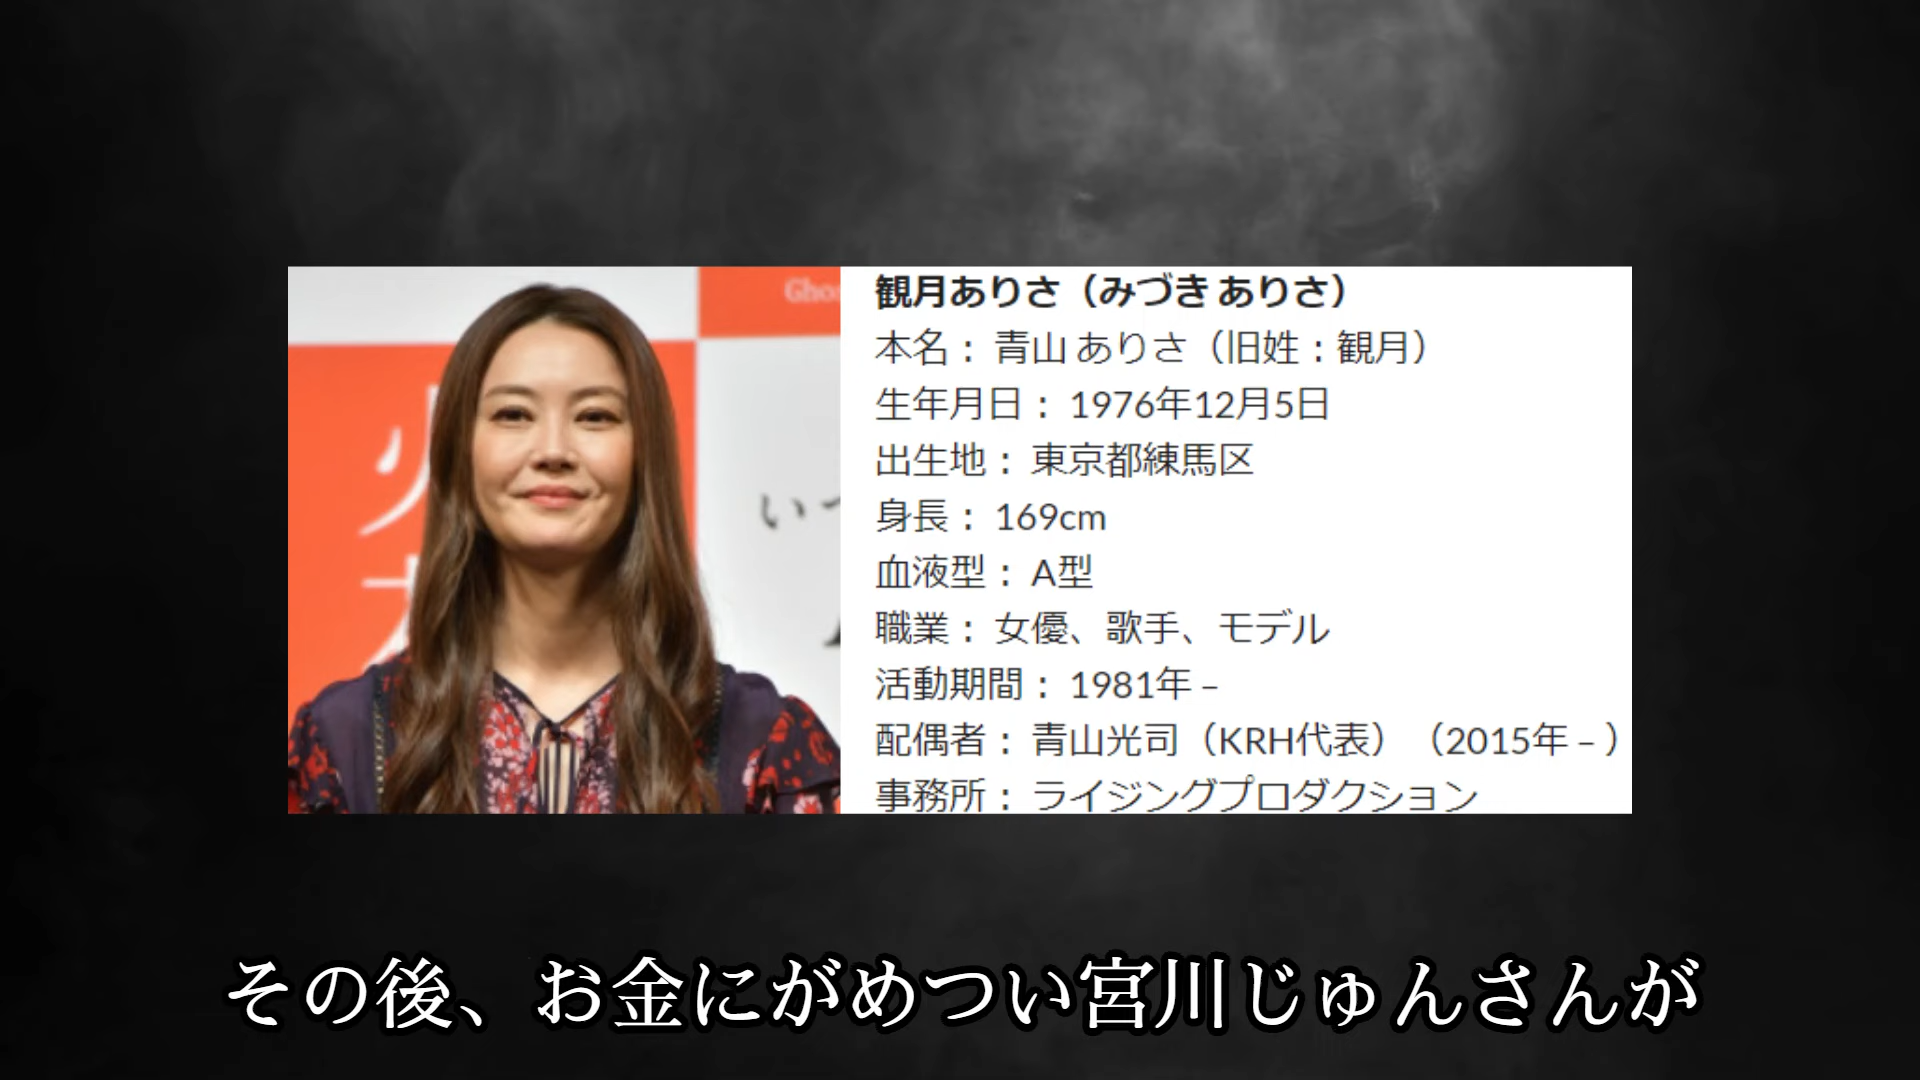 Gho
火
いつ
観月ありさ（みづき ありさ）
本名： 青山 ありさ（旧姓：観月）
生年月日： 1976年12月5日
出生地： 東京都練馬区
身長： 169cm
血液型： A型
職業： 女優、歌手、モデル
活動期間： 1981年 –
配偶者： 青山光司（KRH代表）（2015年 – ）
事務所： ライジングプロダクション
その後、お金にがめつい宮川じゅんさんが